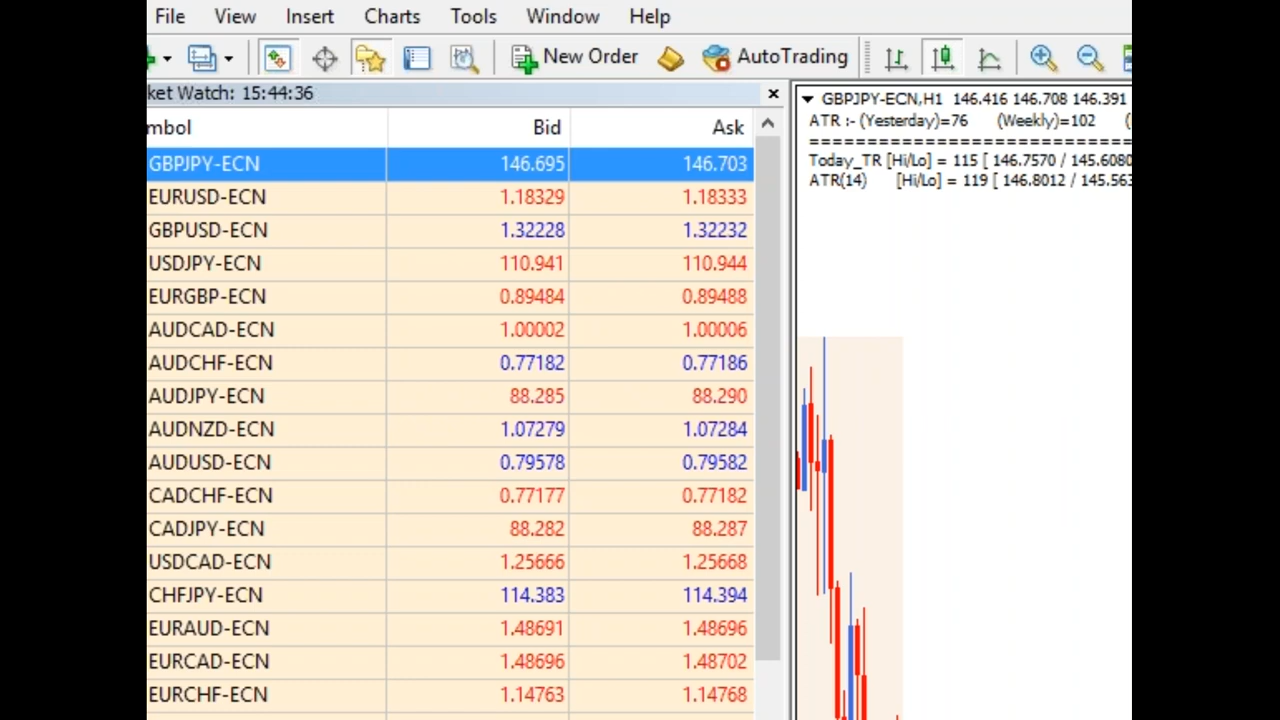 File View Insert Charts Tools Window Help
New Order AutoTrading
ket Watch: 15:44:36
mbol Bid Ask
GBPJPY-ECN 146.695 146.703
EURUSD-ECN 1.18329 1.18333
GBPUSD-ECN 1.32228 1.32232
USDJPY-ECN 110.941 110.944
EURGBP-ECN 0.89484 0.89488
AUDCAD-ECN 1.00002 1.00006
AUDCHF-ECN 0.77182 0.77186
AUDJPY-ECN 88.285 88.290
AUDNZD-ECN 1.07279 1.07284
AUDUSD-ECN 0.79578 0.79582
CADCHF-ECN 0.77177 0.77182
CADJPY-ECN 88.282 88.287
USDCAD-ECN 1.25666 1.25668
CHFJPY-ECN 114.383 114.394
EURAUD-ECN 1.48691 1.48696
EURCAD-ECN 1.48696 1.48702
EURCHF-ECN 1.14763 1.14768
GBPJPY-ECN,H1 146.416 146.708 146.391
ATR :- (Yesterday)=76 (Weekly)=102 (
==============================
Today_TR [Hi/Lo] = 115 [ 146.7570 / 145.6080
ATR(14) [Hi/Lo] = 119 [ 146.8012 / 145.563